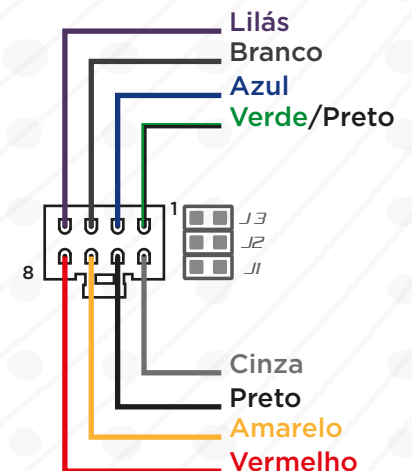 Lilás
Branco
Azul
Verde/Preto
1
J3
J2
J1
8
Cinza
Preto
Amarelo
Vermelho